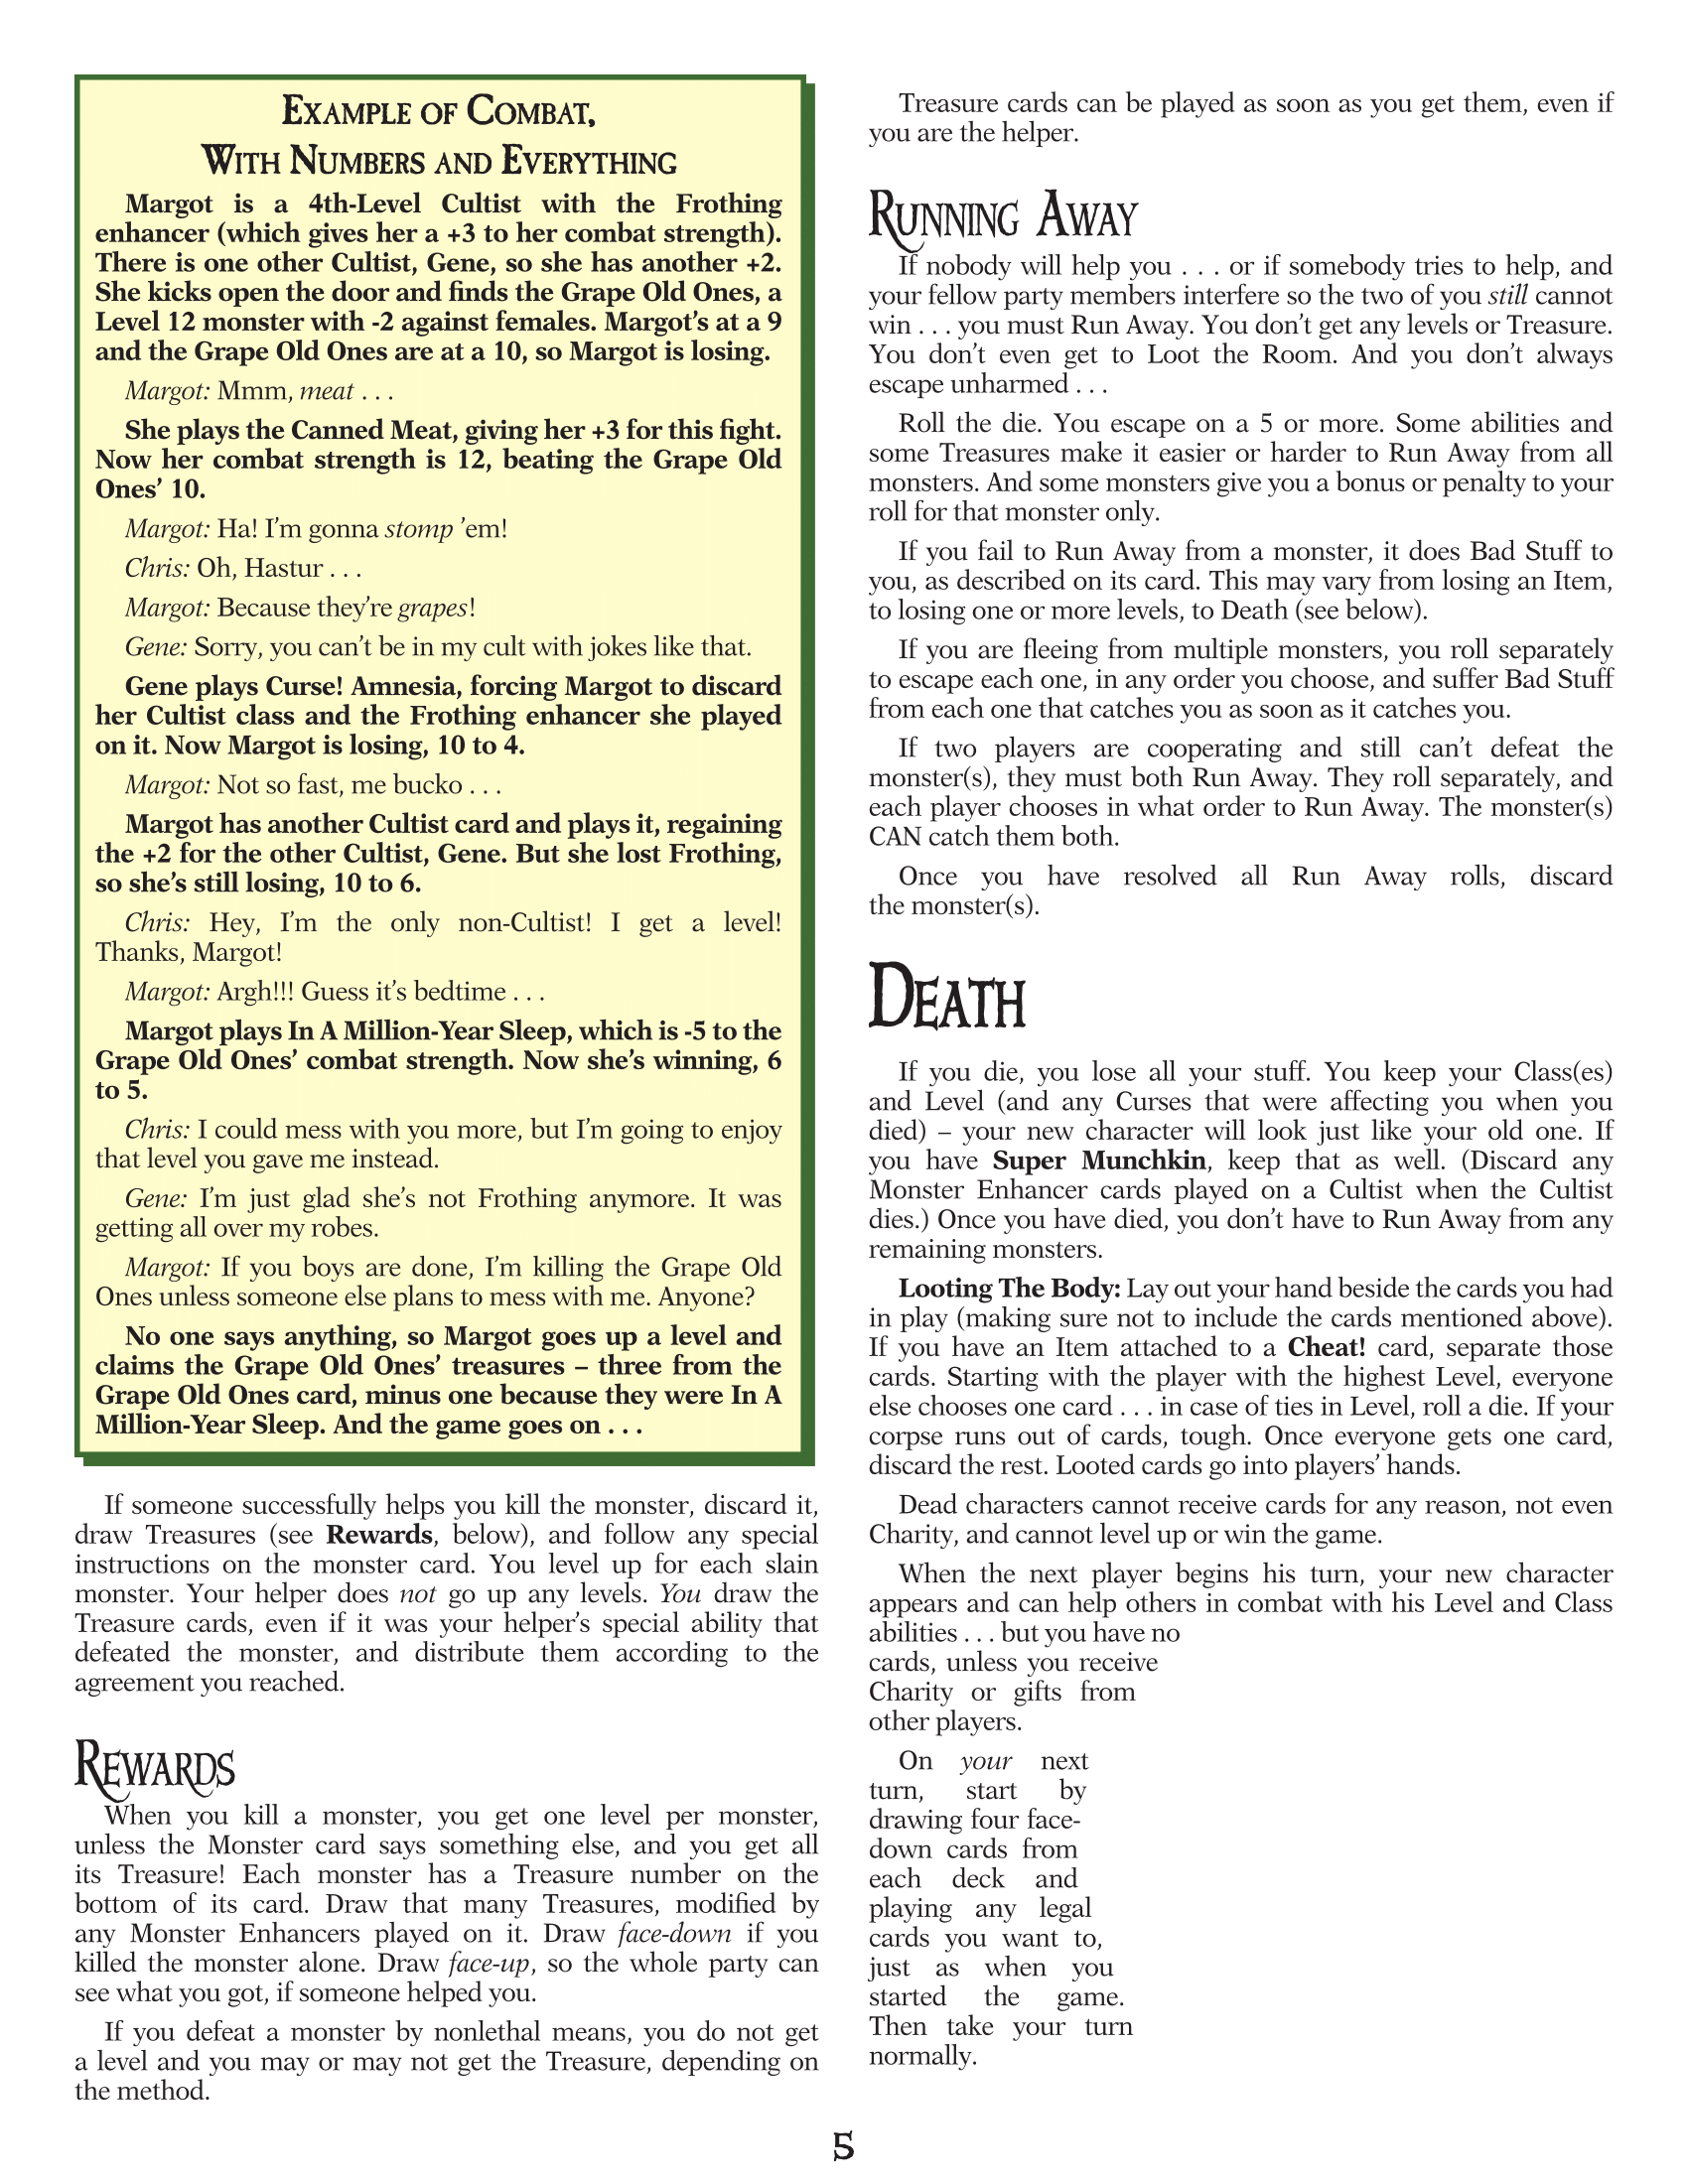 Example of Combat,
With Numbers and Everything
Margot is a 4th-Level Cultist with the Frothing
enhancer (which gives her a +3 to her combat strength).
There is one other Cultist, Gene, so she has another +2.
She kicks open the door and finds the Grape Old Ones, a
Level 12 monster with -2 against females. Margot’s at a 9
and the Grape Old Ones are at a 10, so Margot is losing.
Margot: Mmm, meat . . .
She plays the Canned Meat, giving her +3 for this fight.
Now her combat strength is 12, beating the Grape Old
Ones’ 10.
Margot: Ha! I’m gonna stomp ’em!
Chris: Oh, Hastur . . .
Margot: Because they’re grapes!
Gene: Sorry, you can’t be in my cult with jokes like that.
Gene plays Curse! Amnesia, forcing Margot to discard
her Cultist class and the Frothing enhancer she played
on it. Now Margot is losing, 10 to 4.
Margot: Not so fast, me bucko . . .
Margot has another Cultist card and plays it, regaining
the +2 for the other Cultist, Gene. But she lost Frothing,
so she’s still losing, 10 to 6.
Chris: Hey, I’m the only non-Cultist! I get a level!
Thanks, Margot!
Margot: Argh!!! Guess it’s bedtime . . .
Margot plays In A Million-Year Sleep, which is -5 to the
Grape Old Ones’ combat strength. Now she’s winning, 6
to 5.
Chris: I could mess with you more, but I’m going to enjoy
that level you gave me instead.
Gene: I’m just glad she’s not Frothing anymore. It was
getting all over my robes.
Margot: If you boys are done, I’m killing the Grape Old
Ones unless someone else plans to mess with me. Anyone?
No one says anything, so Margot goes up a level and
claims the Grape Old Ones’ treasures – three from the
Grape Old Ones card, minus one because they were In A
Million-Year Sleep. And the game goes on . . .
If someone successfully helps you kill the monster, discard it,
draw Treasures (see Rewards, below), and follow any special
instructions on the monster card. You level up for each slain
monster. Your helper does not go up any levels. You draw the
Treasure cards, even if it was your helper’s special ability that
defeated the monster, and distribute them according to the
agreement you reached.
Rewards
When you kill a monster, you get one level per monster,
unless the Monster card says something else, and you get all
its Treasure! Each monster has a Treasure number on the
bottom of its card. Draw that many Treasures, modified by
any Monster Enhancers played on it. Draw face-down if you
killed the monster alone. Draw face-up, so the whole party can
see what you got, if someone helped you.
If you defeat a monster by nonlethal means, you do not get
a level and you may or may not get the Treasure, depending on
the method.
Treasure cards can be played as soon as you get them, even if
you are the helper.
Running Away
If nobody will help you . . . or if somebody tries to help, and
your fellow party members interfere so the two of you still cannot
win . . . you must Run Away. You don’t get any levels or Treasure.
You don’t even get to Loot the Room. And you don’t always
escape unharmed . . .
Roll the die. You escape on a 5 or more. Some abilities and
some Treasures make it easier or harder to Run Away from all
monsters. And some monsters give you a bonus or penalty to your
roll for that monster only.
If you fail to Run Away from a monster, it does Bad Stuff to
you, as described on its card. This may vary from losing an Item,
to losing one or more levels, to Death (see below).
If you are fleeing from multiple monsters, you roll separately
to escape each one, in any order you choose, and suffer Bad Stuff
from each one that catches you as soon as it catches you.
If two players are cooperating and still can’t defeat the
monster(s), they must both Run Away. They roll separately, and
each player chooses in what order to Run Away. The monster(s)
CAN catch them both.
Once you have resolved all Run Away rolls, discard
the monster(s).
Death
If you die, you lose all your stuff. You keep your Class(es)
and Level (and any Curses that were affecting you when you
died) – your new character will look just like your old one. If
you have Super Munchkin, keep that as well. (Discard any
Monster Enhancer cards played on a Cultist when the Cultist
dies.) Once you have died, you don’t have to Run Away from any
remaining monsters.
Looting The Body: Lay out your hand beside the cards you had
in play (making sure not to include the cards mentioned above).
If you have an Item attached to a Cheat! card, separate those
cards. Starting with the player with the highest Level, everyone
else chooses one card . . . in case of ties in Level, roll a die. If your
corpse runs out of cards, tough. Once everyone gets one card,
discard the rest. Looted cards go into players’ hands.
Dead characters cannot receive cards for any reason, not even
Charity, and cannot level up or win the game.
When the next player begins his turn, your new character
appears and can help others in combat with his Level and Class
abilities . . . but you have no
cards, unless you receive
Charity or gifts from
other players.
On your next
turn, start by
drawing four face-
down cards from
each deck and
playing any legal
cards you want to,
just as when you
started the game.
Then take your turn
normally.
5